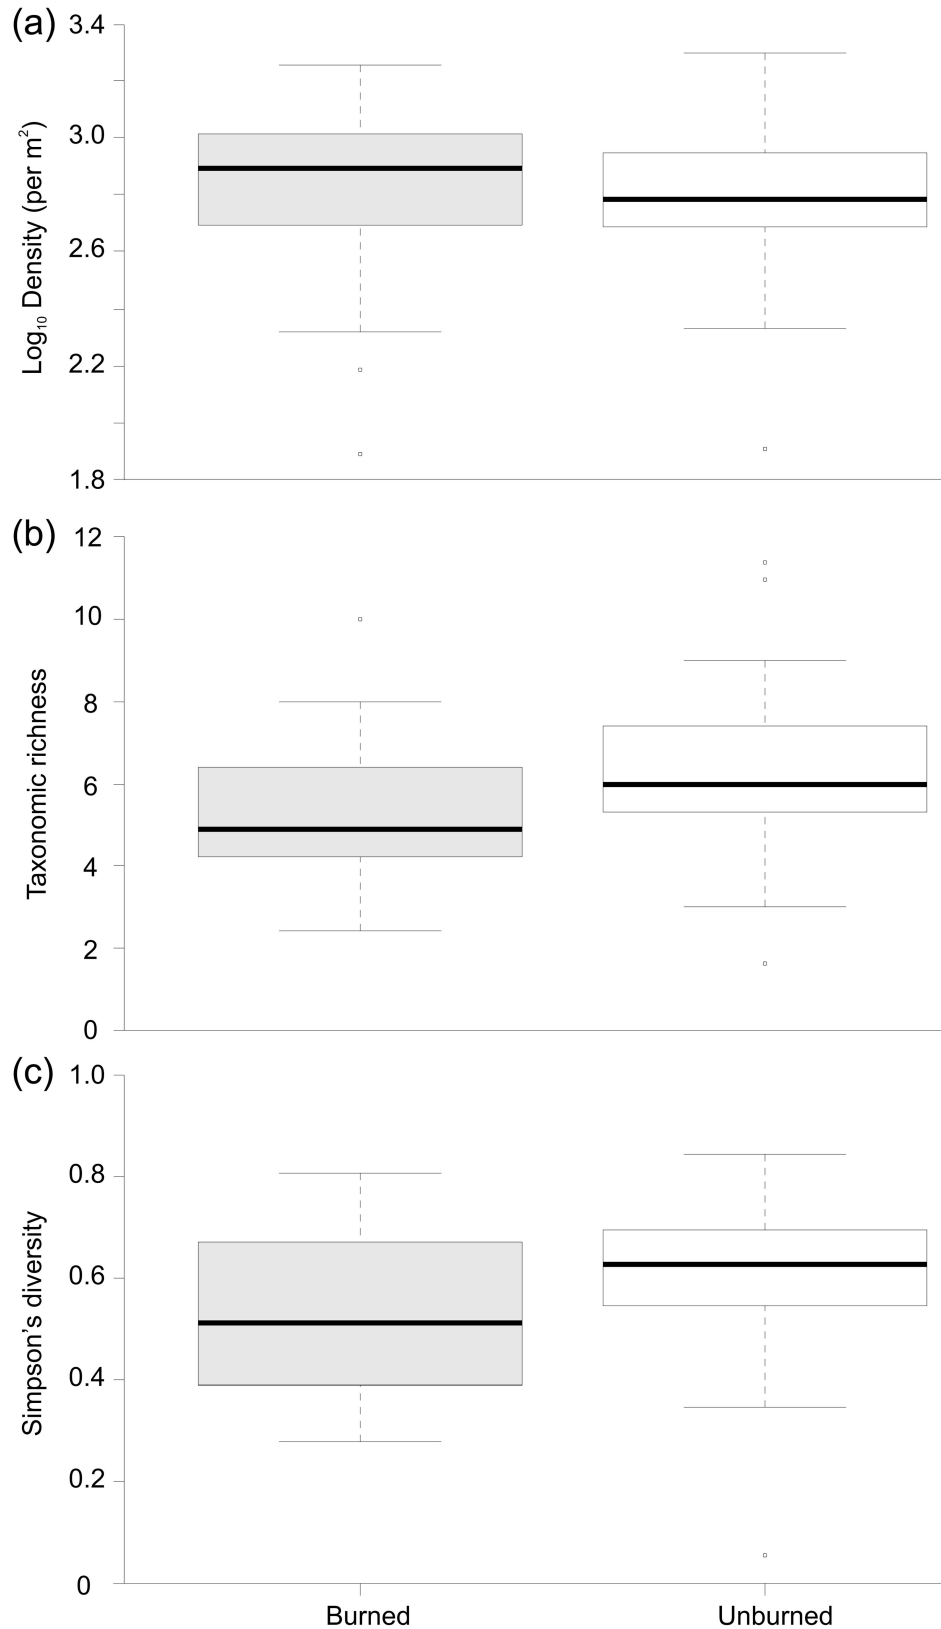 (a)
3.4
3.0
2.6
2.2
1.8
Log₁₀ Density (per m²)
(b)
12
10
8
6
4
2
0
Taxonomic richness
(c)
1.0
0.8
0.6
0.4
0.2
0
Simpson's diversity
Burned Unburned